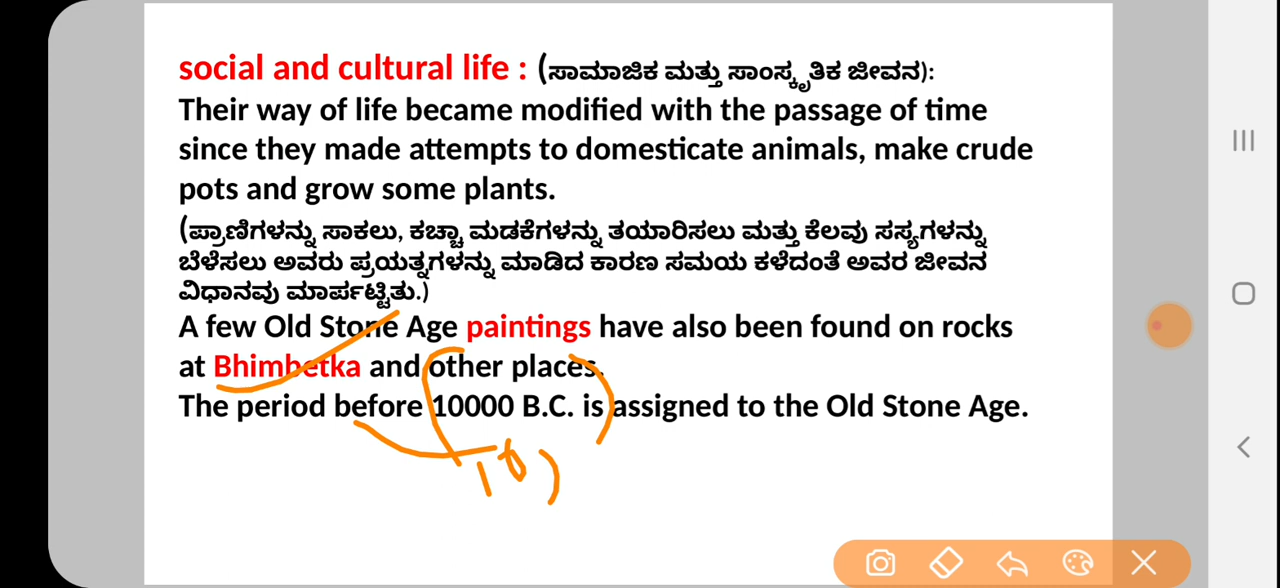 social and cultural life : (ಸಾಮಾಜಿಕ ಮತ್ತು ಸಾಂಸ್ಕೃತಿಕ ಜೀವನ):
Their way of life became modified with the passage of time
since they made attempts to domesticate animals, make crude
pots and grow some plants.
(ಪ್ರಾಣಿಗಳನ್ನು ಸಾಕಲು, ಕಚ್ಚಾ ಮಡಕೆಗಳನ್ನು ತಯಾರಿಸಲು ಮತ್ತು ಕೆಲವು ಸಸ್ಯಗಳನ್ನು
ಬೆಳೆಸಲು ಅವರು ಪ್ರಯತ್ನಗಳನ್ನು ಮಾಡಿದ ಕಾರಣ ಸಮಯ ಕಳೆದಂತೆ ಅವರ ಜೀವನ
ವಿಧಾನವು ಮಾರ್ಪಟ್ಟಿತು.)
A few Old Stone Age paintings have also been found on rocks
at Bhimbetka and other places.
The period before 10000 B.C. is assigned to the Old Stone Age.